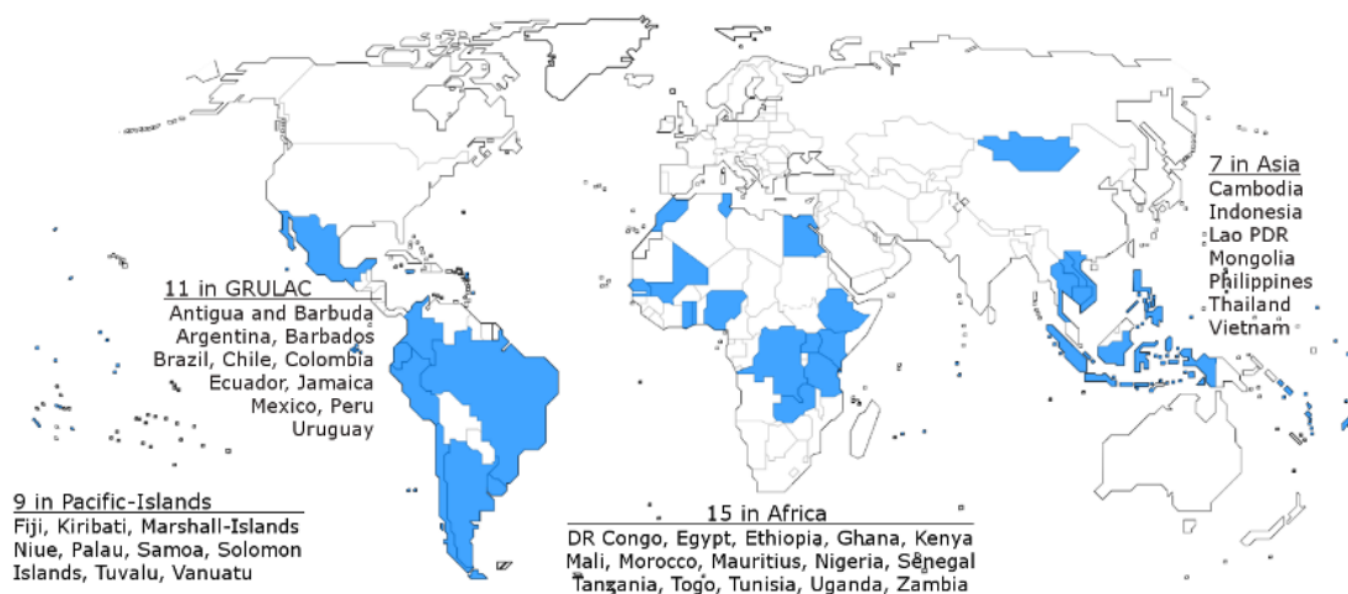 7 in Asia
Cambodia
Indonesia
Lao PDR
Mongolia
Philippines
Thailand
Vietnam
11 in GRULAC
Antigua and Barbuda
Argentina, Barbados
Brazil, Chile, Colombia
Ecuador, Jamaica
Mexico, Peru
Uruguay
9 in Pacific-Islands
Fiji, Kiribati, Marshall-Islands
Niue, Palau, Samoa, Solomon
Islands, Tuvalu, Vanuatu
15 in Africa
DR Congo, Egypt, Ethiopia, Ghana, Kenya
Mali, Morocco, Mauritius, Nigeria, Senegal
Tanzania, Togo, Tunisia, Uganda, Zambia